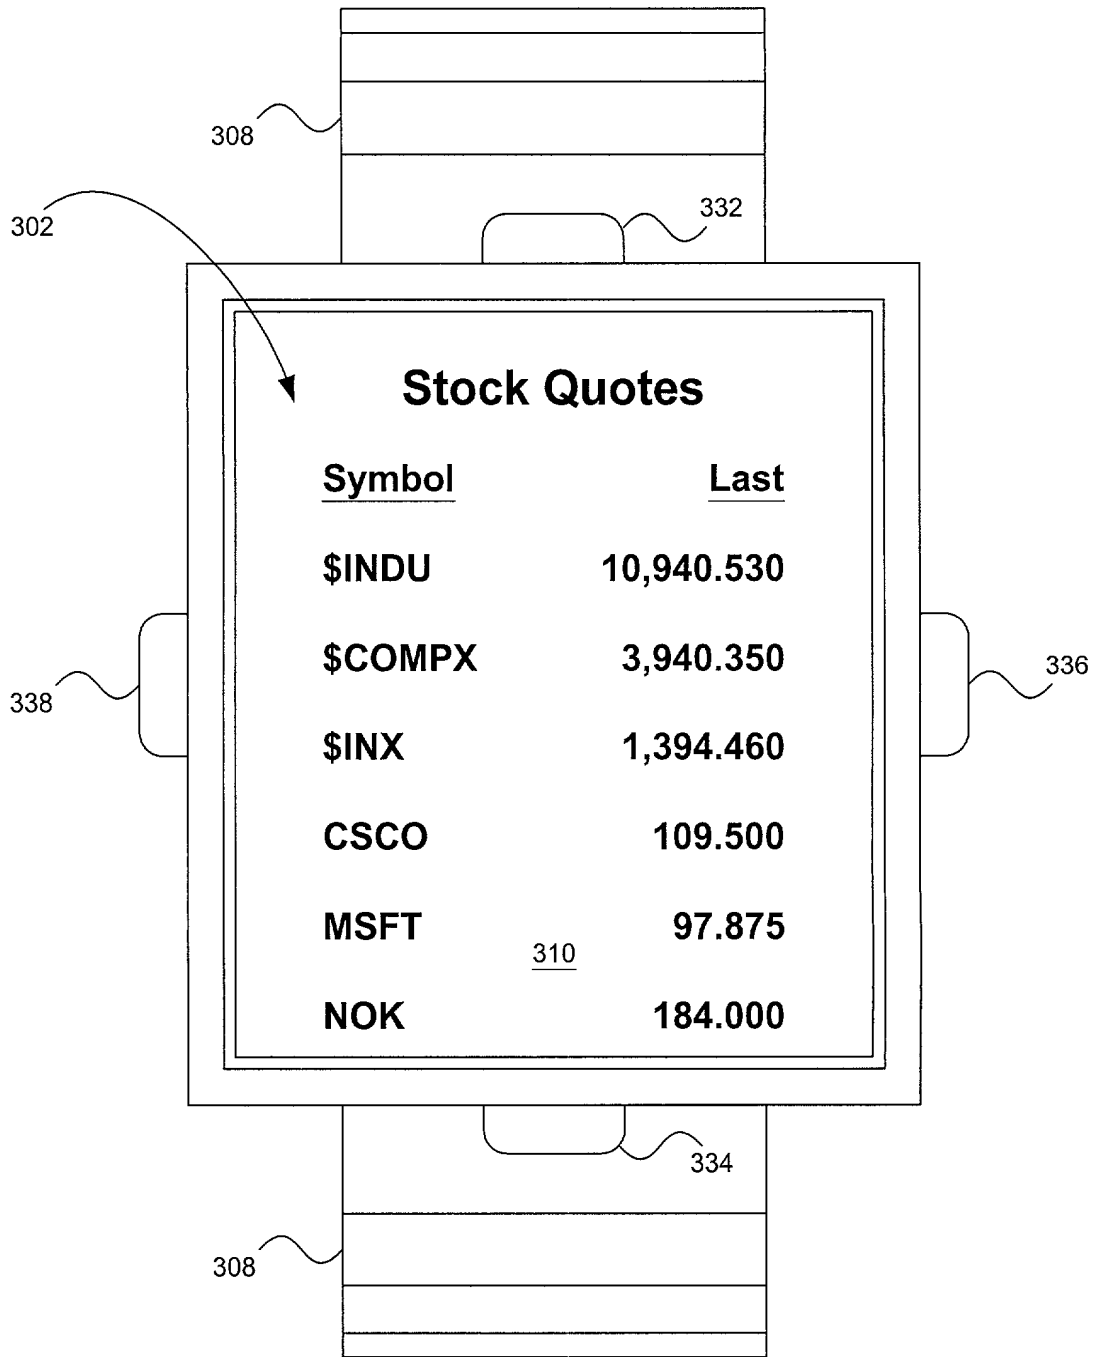 308
302
332
Stock Quotes
Symbol Last
$INDU 10,940.530
$COMPX 3,940.350
338
336
$INX 1,394.460
CSCO 109.500
MSFT 97.875
310
NOK 184.000
334
308